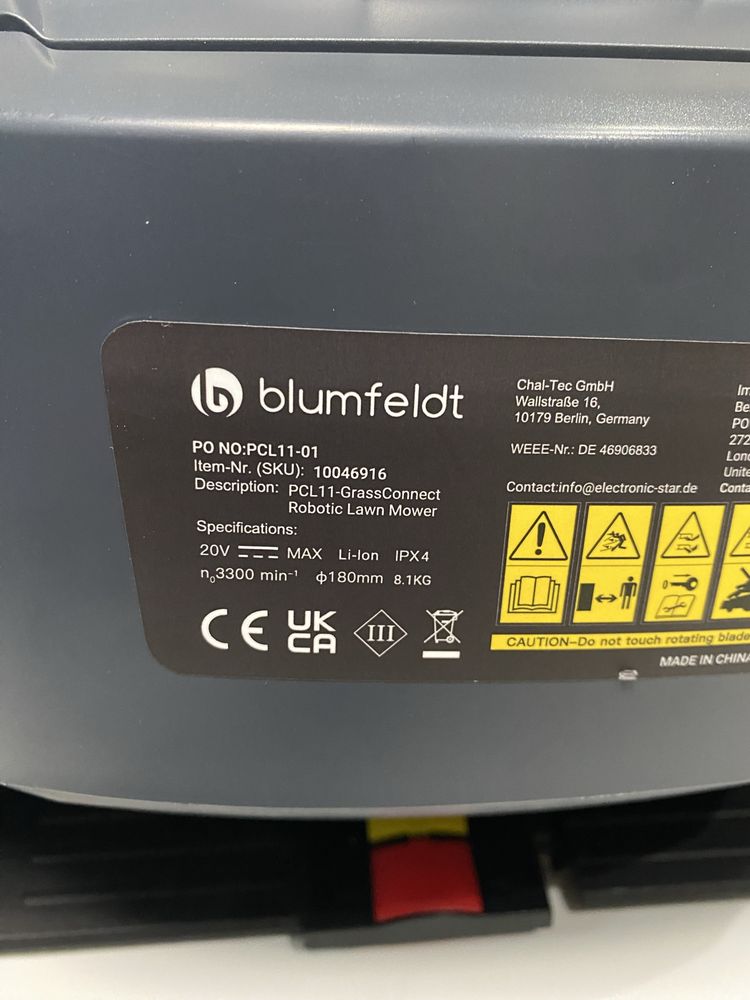 blumfeldt
PO NO:PCL11-01
Item-Nr. (SKU): 10046916
Description: PCL11-GrassConnect
Robotic Lawn Mower
Specifications:
20V MAX Li-Ion IPX4
n₀3300 min⁻¹ ϕ180mm 8.1KG
CE UK
CA
III
Chal-Tec GmbH
Wallstraße 16,
10179 Berlin, Germany
WEEE-Nr.: DE 46906833
Contact:info@electronic-star.de
CAUTION–Do not touch rotating blade
MADE IN CHINA
PO
272